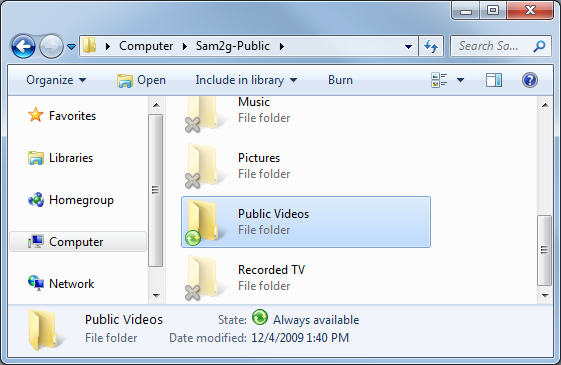 Computer ▸ Sam2g-Public ▸
Search Sa...
Organize Open Include in library Burn
Favorites
Libraries
Homegroup
Computer
Network
Music
File folder
Pictures
File folder
Public Videos
File folder
Recorded TV
File folder
Public Videos State: Always available
File folder Date modified: 12/4/2009 1:40 PM